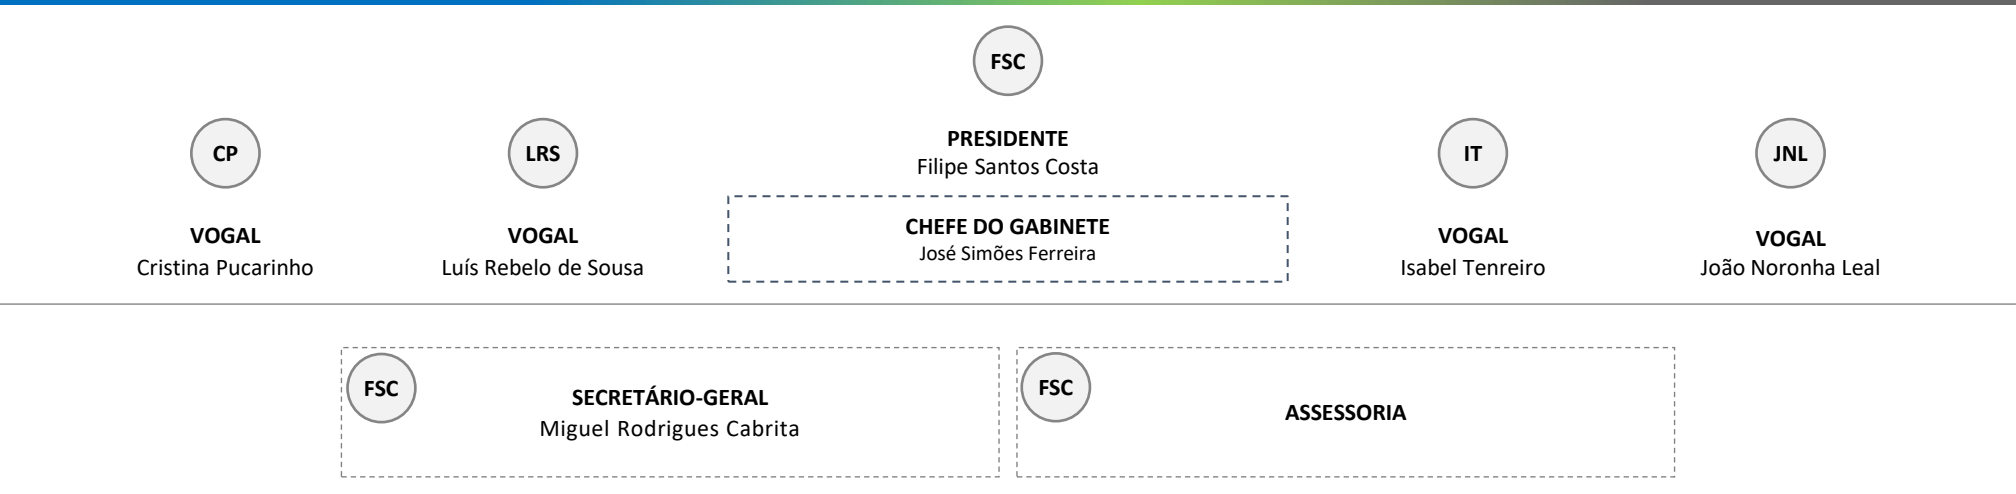 FSC
PRESIDENTE
Filipe Santos Costa
CHEFE DO GABINETE
José Simões Ferreira
CP
VOGAL
Cristina Pucarinho
LRS
VOGAL
Luís Rebelo de Sousa
IT
VOGAL
Isabel Tenreiro
JNL
VOGAL
João Noronha Leal
FSC
SECRETÁRIO-GERAL
Miguel Rodrigues Cabrita
FSC
ASSESSORIA